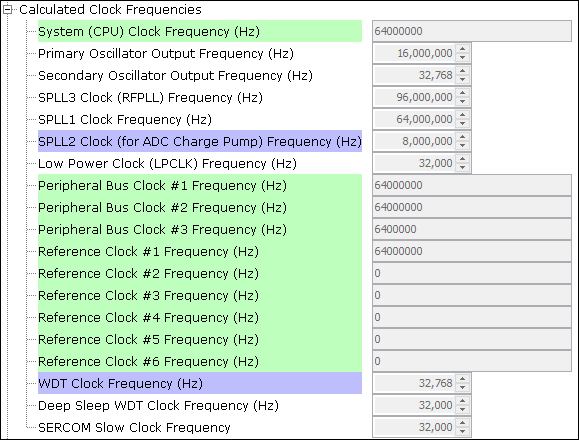 Calculated Clock Frequencies
System (CPU) Clock Frequency (Hz) 64000000
Primary Oscillator Output Frequency (Hz) 16,000,000
Secondary Oscillator Output Frequency (Hz) 32,768
SPLL3 Clock (RFPLL) Frequency (Hz) 96,000,000
SPLL1 Clock Frequency (Hz) 64,000,000
SPLL2 Clock (for ADC Charge Pump) Frequency (Hz) 8,000,000
Low Power Clock (LPCLK) Frequency (Hz) 32,000
Peripheral Bus Clock #1 Frequency (Hz) 64000000
Peripheral Bus Clock #2 Frequency (Hz) 64000000
Peripheral Bus Clock #3 Frequency (Hz) 6400000
Reference Clock #1 Frequency (Hz) 64000000
Reference Clock #2 Frequency (Hz) 0
Reference Clock #3 Frequency (Hz) 0
Reference Clock #4 Frequency (Hz) 0
Reference Clock #5 Frequency (Hz) 0
Reference Clock #6 Frequency (Hz) 0
WDT Clock Frequency (Hz) 32,768
Deep Sleep WDT Clock Frequency (Hz) 32,000
SERCOM Slow Clock Frequency 32,000